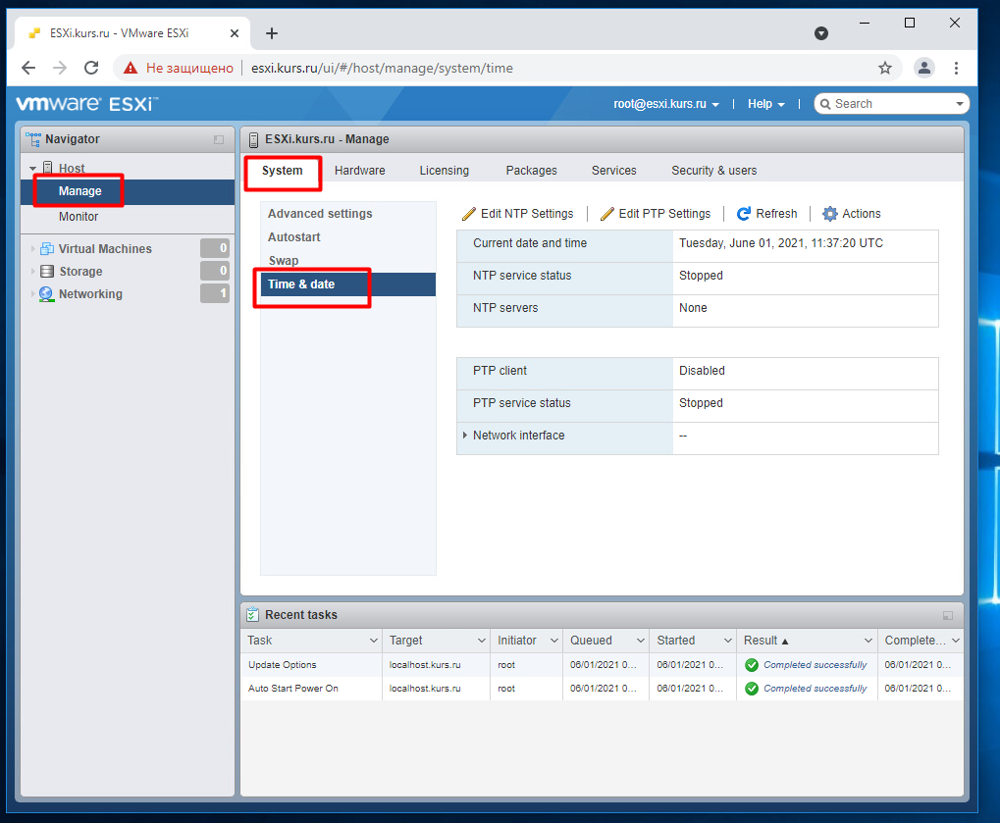 ESXi.kurs.ru - VMware ESXi
Не защищено esxi.kurs.ru/ui/#/host/manage/system/time
vmware® ESXi™ root@esxi.kurs.ru Help Search
Navigator
Host
Manage
Monitor
Virtual Machines 0
Storage 0
Networking 1
ESXi.kurs.ru - Manage
System Hardware Licensing Packages Services Security & users
Advanced settings
Autostart
Swap
Time & date
Edit NTP Settings Edit PTP Settings Refresh Actions
Current date and time Tuesday, June 01, 2021, 11:37:20 UTC
NTP service status Stopped
NTP servers None
PTP client Disabled
PTP service status Stopped
Network interface --
Recent tasks
Task Target Initiator Queued Started Result ▲ Complete...
Update Options localhost.kurs.ru root 06/01/2021 0... 06/01/2021 0... Completed successfully 06/01/2021 0...
Auto Start Power On localhost.kurs.ru root 06/01/2021 0... 06/01/2021 0... Completed successfully 06/01/2021 0...